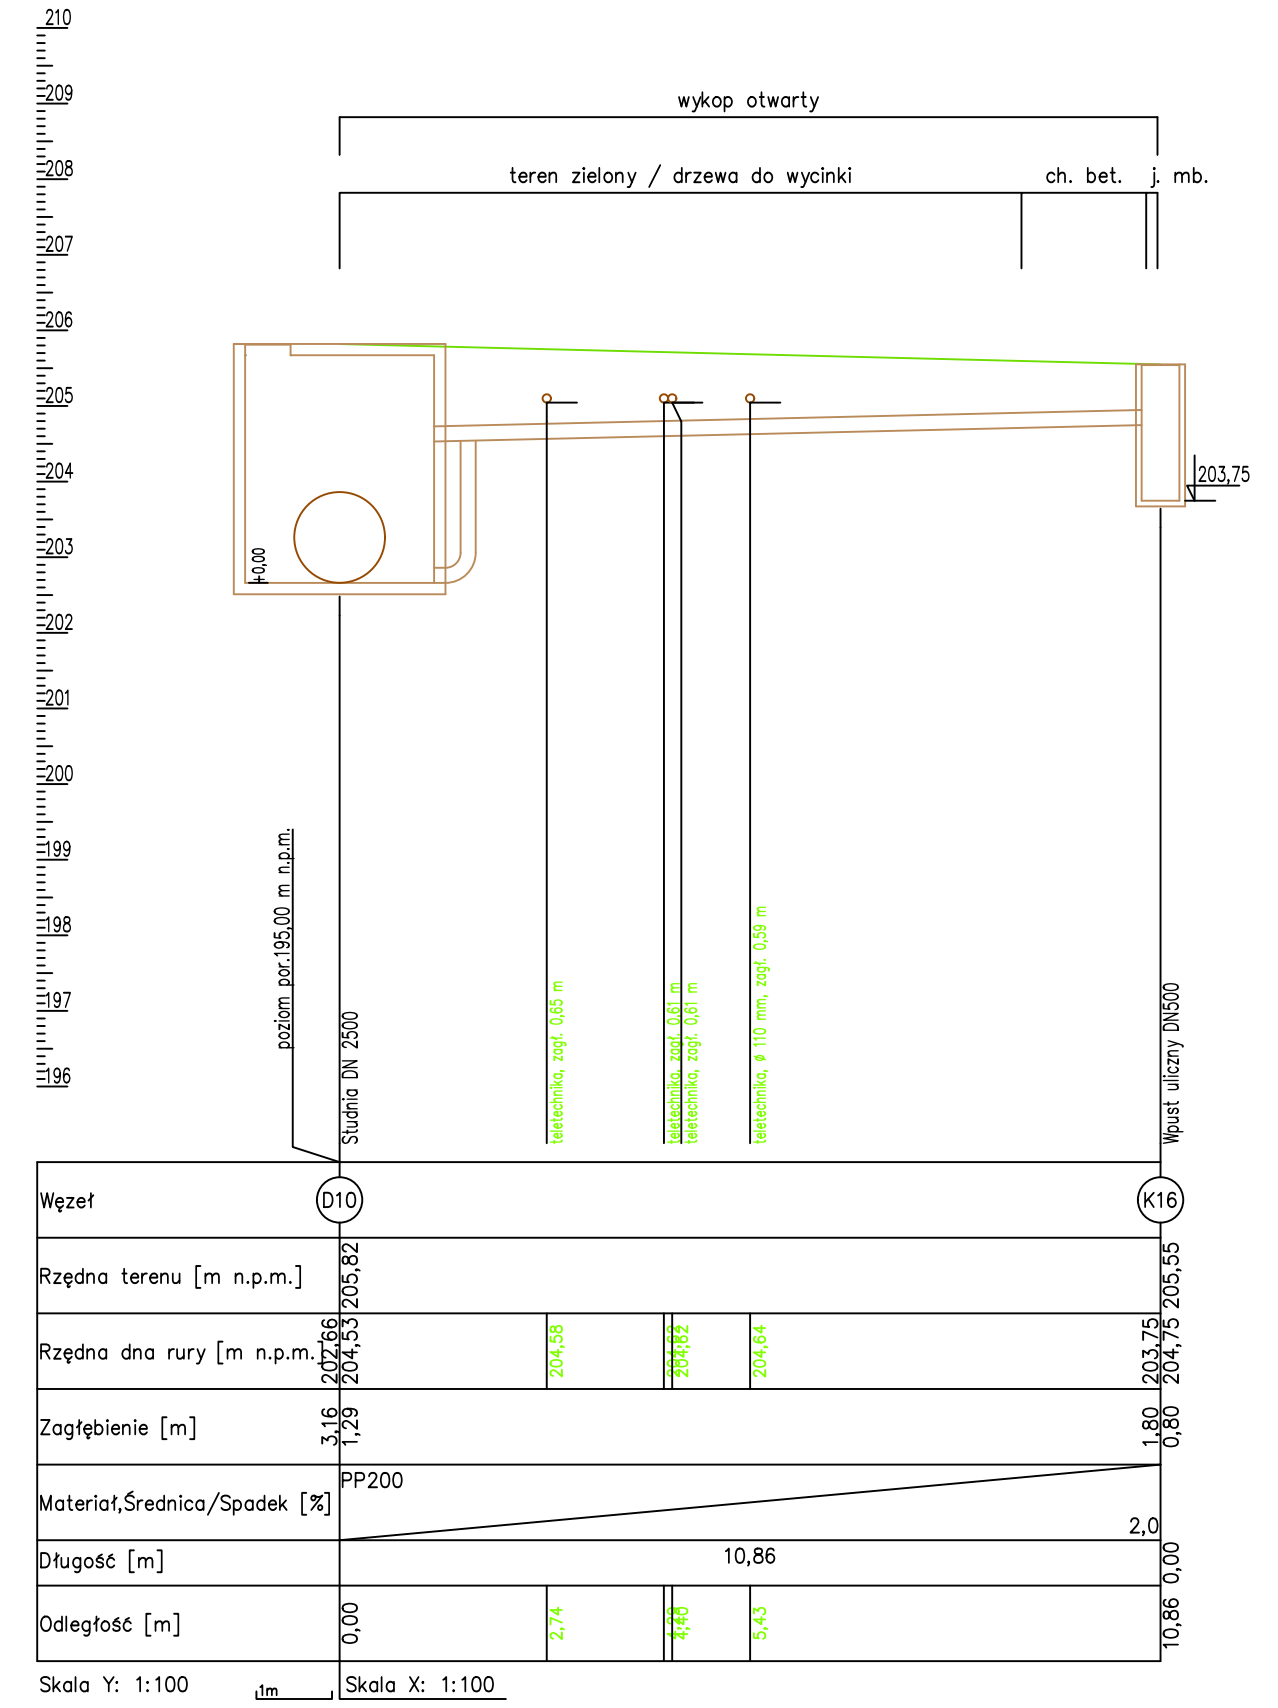 210
209
208
207
206
205
204
203
202
201
200
199
198
197
196
wykop otwarty
teren zielony / drzewa do wycinki
ch. bet.
j. mb.
203,75
+0,00
poziom por.195,00 m n.p.m.
Studnia DN 2500
teletechnika, zagł. 0,65 m
teletechnika, zagł. 0,61 m
teletechnika, zagł. 0,61 m
teletechnika, ø 110 mm, zagł. 0,59 m
Wpust uliczny DN500
Węzeł
D10
K16
Rzędna terenu [m n.p.m.]
205,82
205,55
Rzędna dna rury [m n.p.m.]
202,66
204,53
204,58
204,62
204,64
203,75
204,75
Zagłębienie [m]
3,16
1,29
1,80
0,80
Materiał,Średnica/Spadek [%]
PP200
2,0
Długość [m]
10,86
0,00
Odległość [m]
0,00
2,74
4,40
5,43
10,86
Skala Y: 1:100
1m
Skala X: 1:100